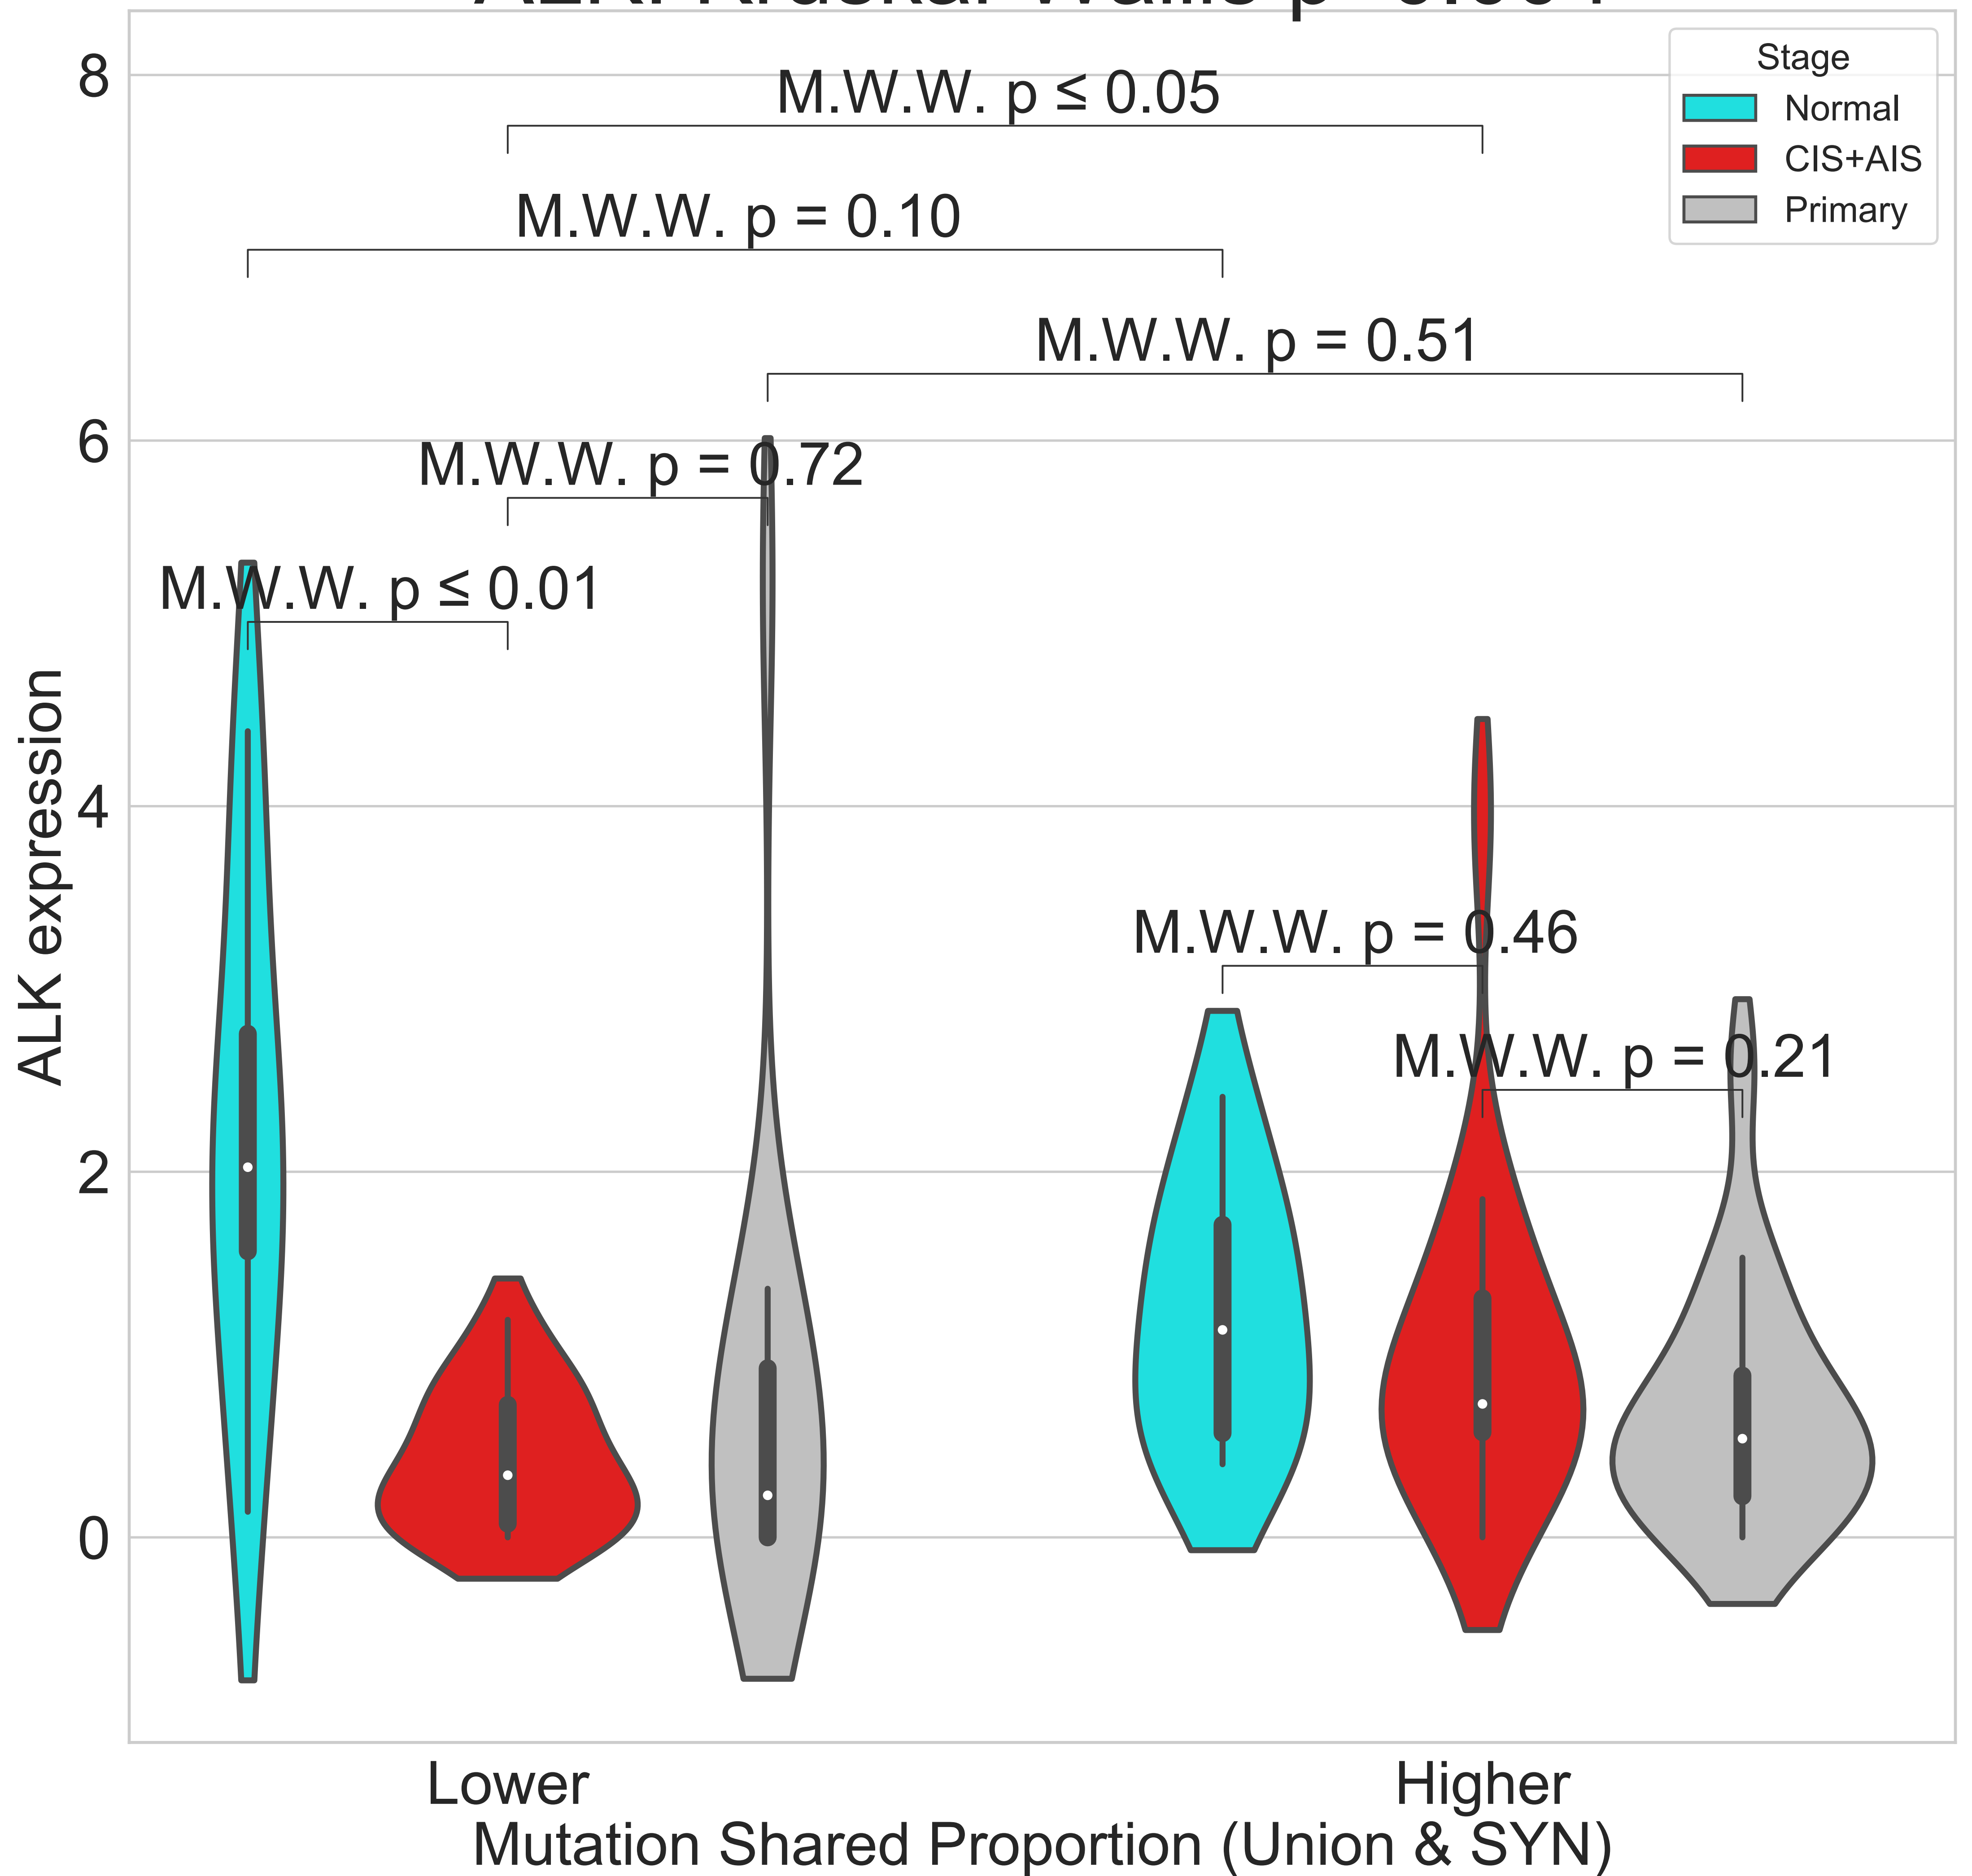 Stage
Normal
CIS+AIS
Primary
M.W.W. p ≤ 0.05
M.W.W. p = 0.10
M.W.W. p = 0.51
M.W.W. p = 0.72
M.W.W. p ≤ 0.01
M.W.W. p = 0.46
M.W.W. p = 0.21
8
6
4
2
0
ALK expression
Lower
Higher
Mutation Shared Proportion (Union & SYN)